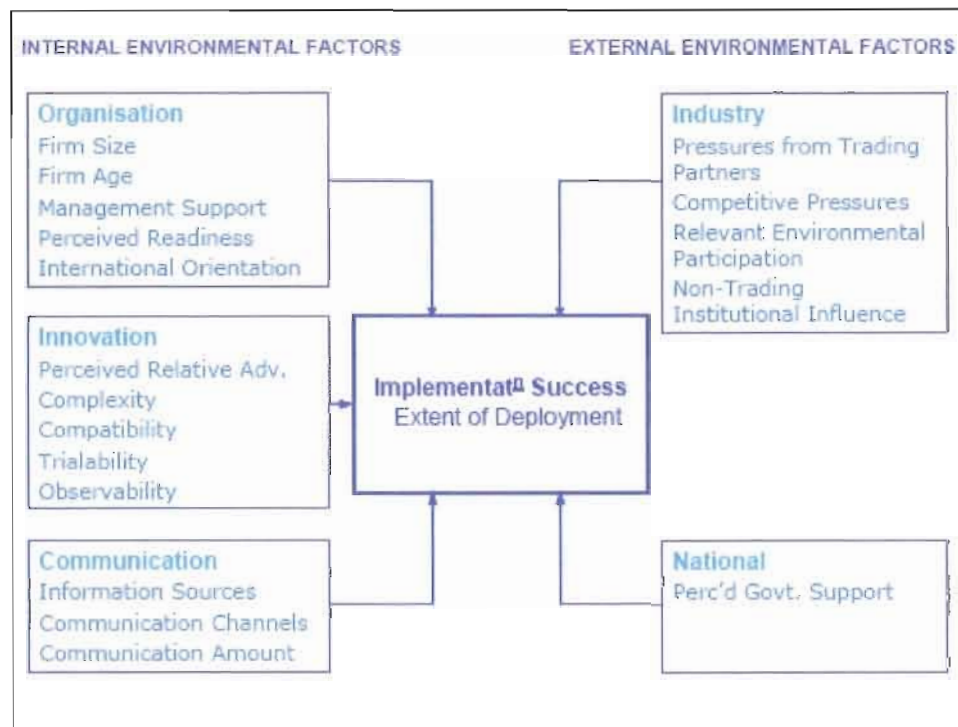 INTERNAL ENVIRONMENTAL FACTORS
EXTERNAL ENVIRONMENTAL FACTORS
Organisation
Firm Size
Firm Age
Management Support
Perceived Readiness
International Orientation
Innovation
Perceived Relative Adv.
Complexity
Compatibility
Trialability
Observability
Communication
Information Sources
Communication Channels
Communication Amount
Implementatⁿ Success
Extent of Deployment
Industry
Pressures from Trading
Partners
Competitive Pressures
Relevant Environmental
Participation
Non-Trading
Institutional Influence
National
Perc'd Govt. Support